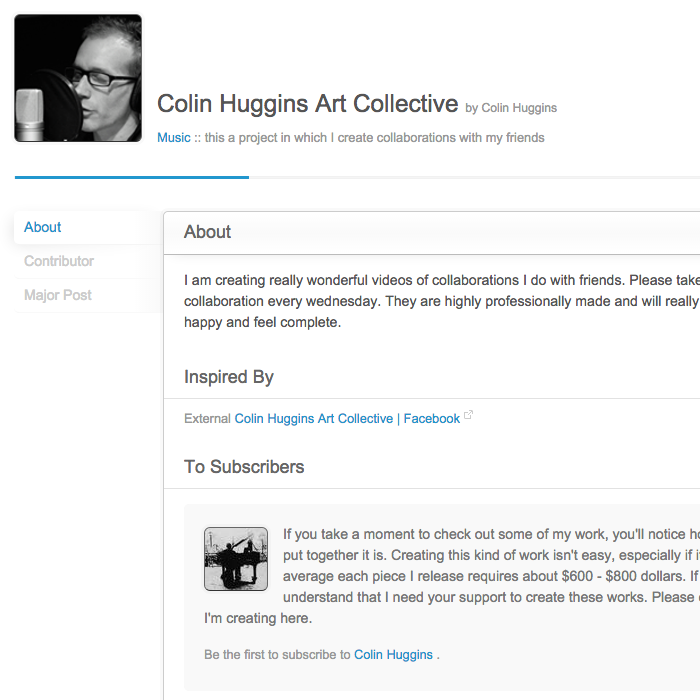 Colin Huggins Art Collective by Colin Huggins
Music :: this a project in which I create collaborations with my friends
About
Contributor
Major Post
About
I am creating really wonderful videos of collaborations I do with friends. Please take
collaboration every wednesday. They are highly professionally made and will really
happy and feel complete.
Inspired By
External Colin Huggins Art Collective | Facebook
To Subscribers
If you take a moment to check out some of my work, you'll notice
put together it is. Creating this kind of work isn't easy, especially if
average each piece I release requires about $600 - $800 dollars. If
understand that I need your support to create these works. Please
I'm creating here.
Be the first to subscribe to Colin Huggins .